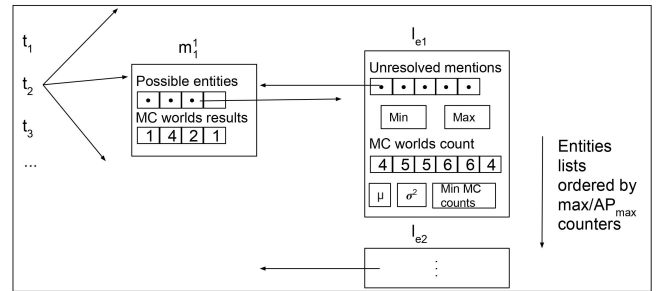 t1
t2
t3
...
m11
Possible entities
MC worlds results
1 4 2 1
le1
Unresolved mentions
Min
Max
MC worlds count
4 5 5 6 6 4
μ
σ2
Min MC
counts
le2
⋮
Entities
lists
ordered by
max/APmax
counters